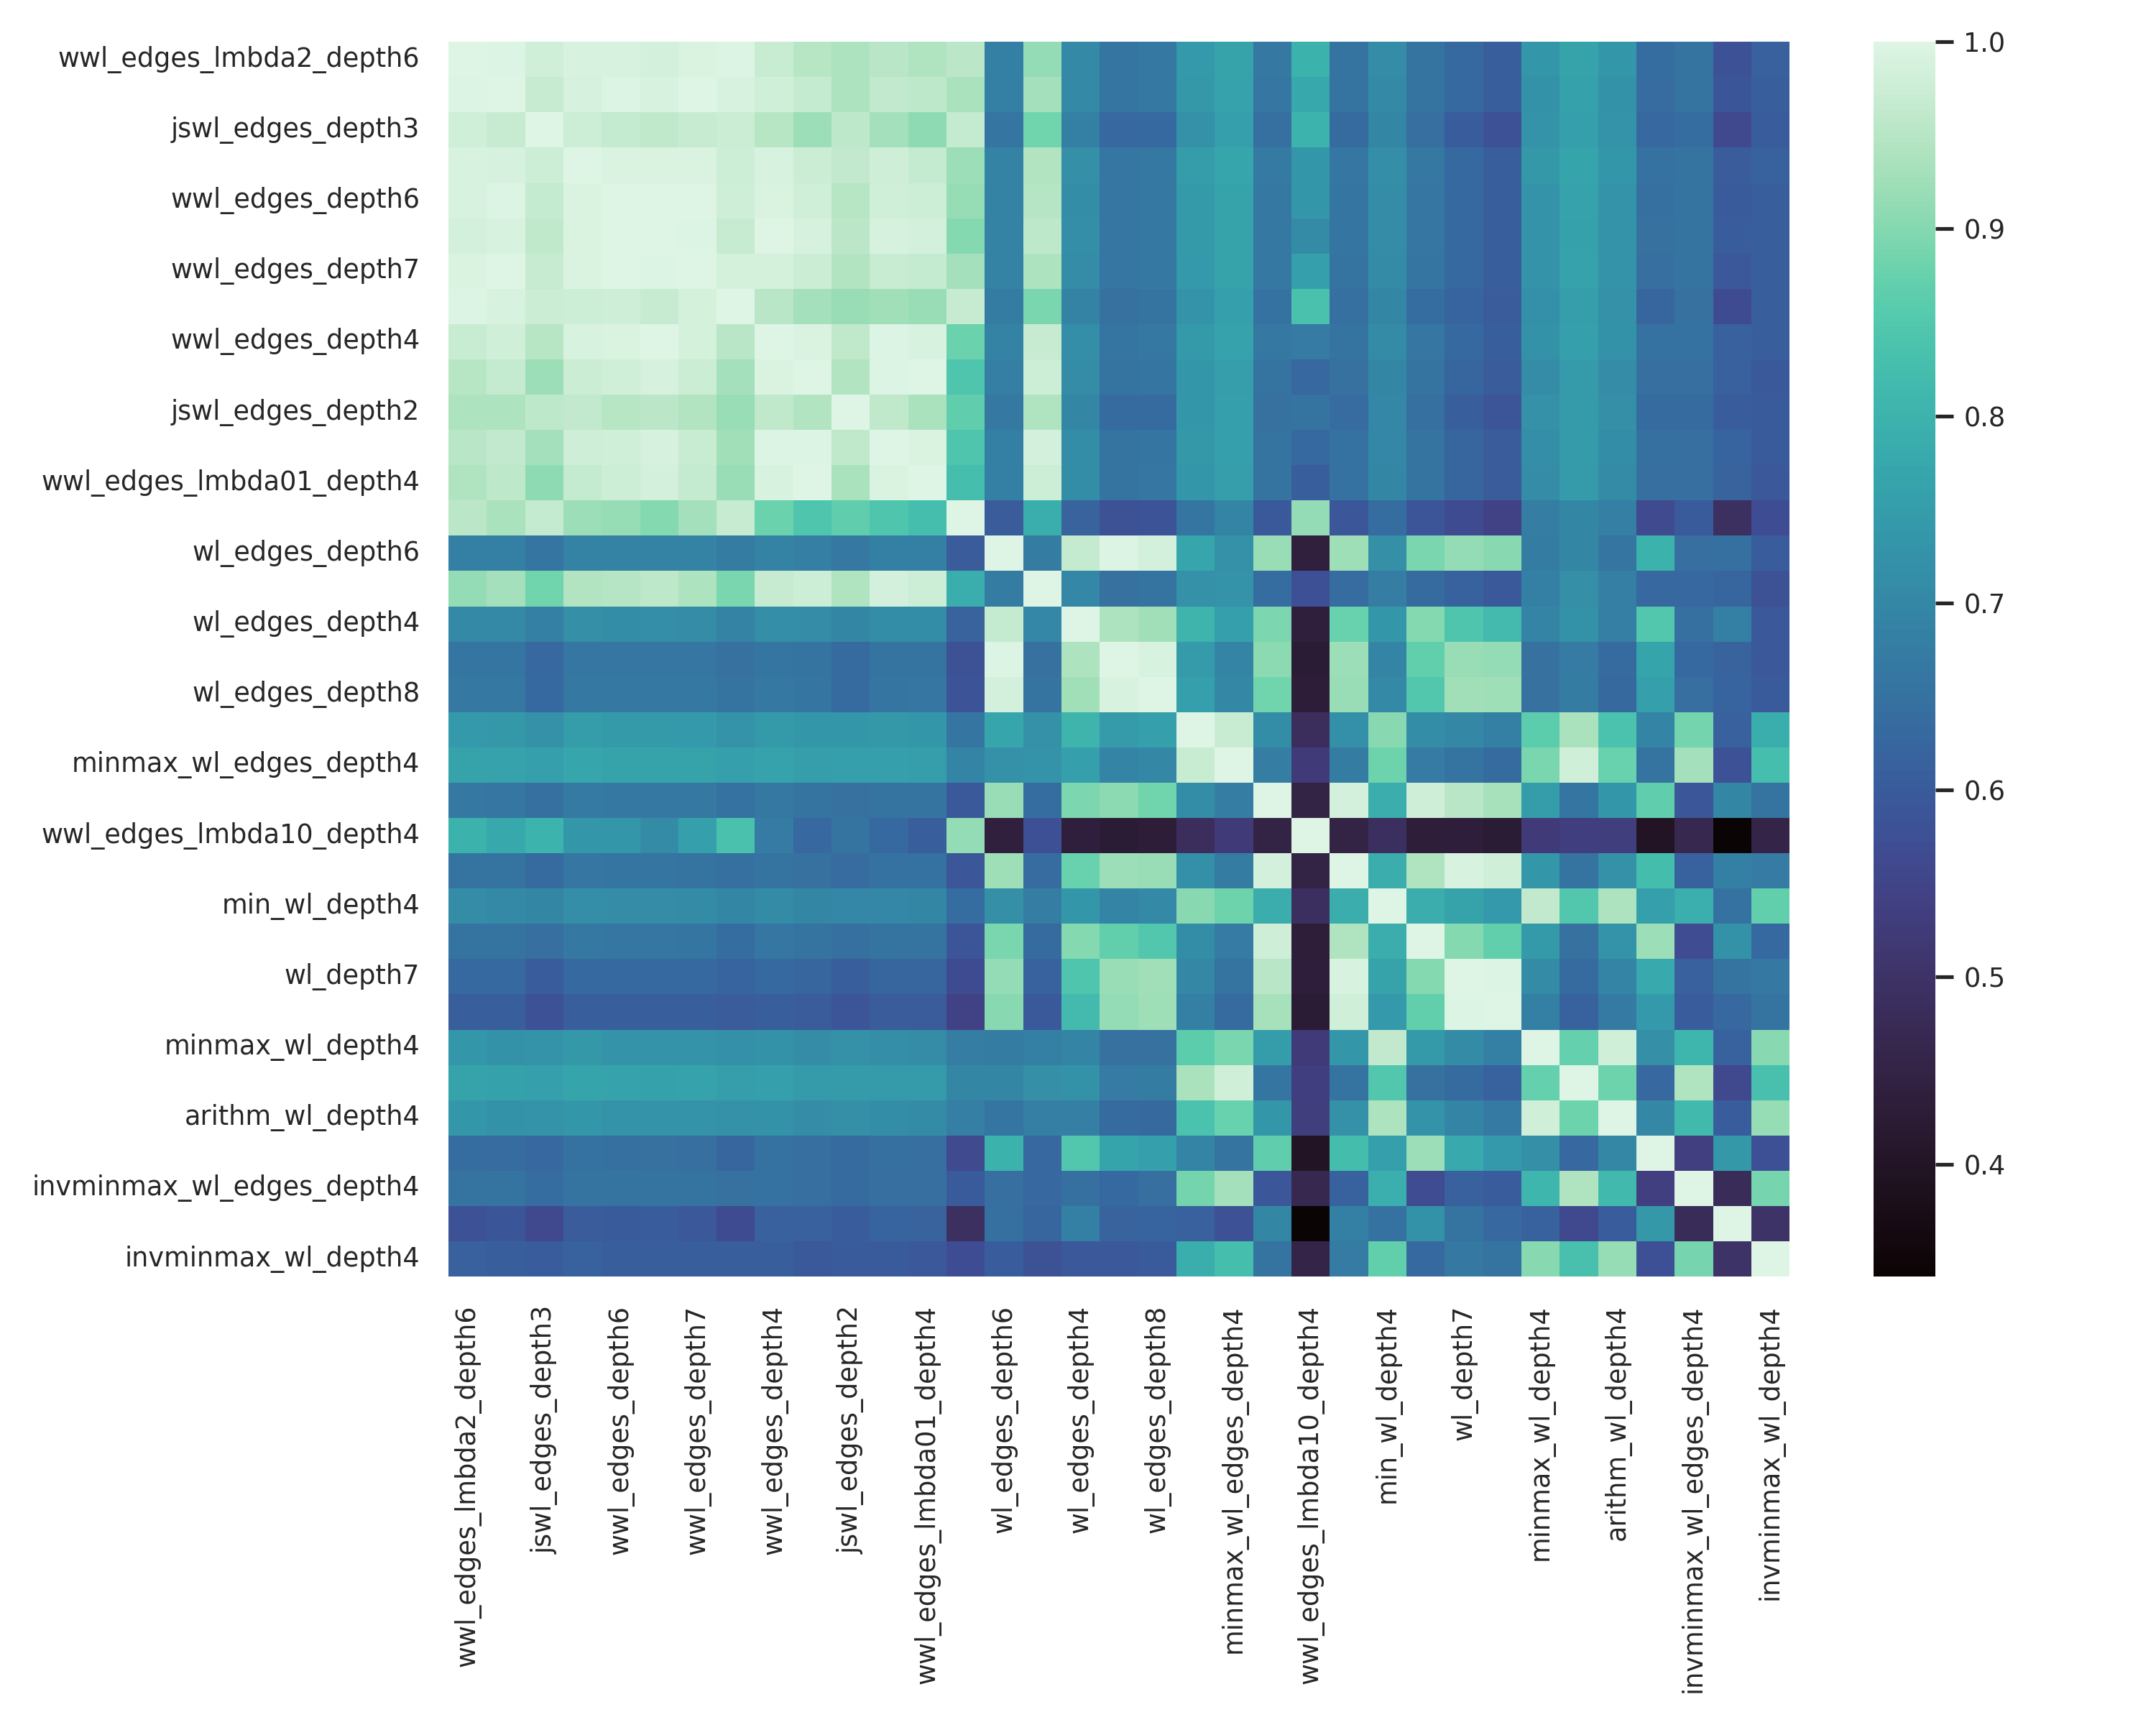 wwl_edges_lmbda2_depth6
jswl_edges_depth3
wwl_edges_depth6
wwl_edges_depth7
wwl_edges_depth4
jswl_edges_depth2
wwl_edges_lmbda01_depth4
wl_edges_depth6
wl_edges_depth4
wl_edges_depth8
minmax_wl_edges_depth4
wwl_edges_lmbda10_depth4
min_wl_depth4
wl_depth7
minmax_wl_depth4
arithm_wl_depth4
invminmax_wl_edges_depth4
invminmax_wl_depth4
1.0
0.9
0.8
0.7
0.6
0.5
0.4
wwl_edges_lmbda2_depth6
jswl_edges_depth3
wwl_edges_depth6
wwl_edges_depth7
wwl_edges_depth4
jswl_edges_depth2
wwl_edges_lmbda01_depth4
wl_edges_depth6
wl_edges_depth4
wl_edges_depth8
minmax_wl_edges_depth4
wwl_edges_lmbda10_depth4
min_wl_depth4
wl_depth7
minmax_wl_depth4
arithm_wl_depth4
invminmax_wl_edges_depth4
invminmax_wl_depth4